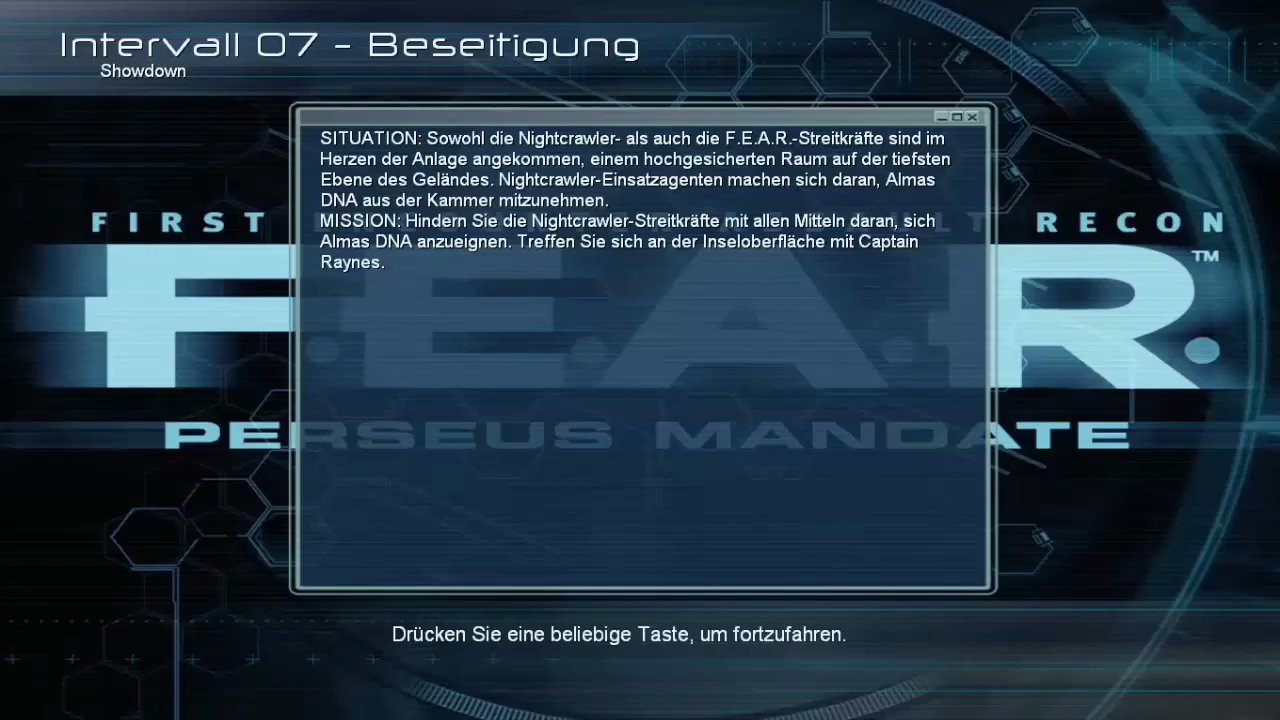 Intervall 07 - Beseitigung
Showdown
SITUATION: Sowohl die Nightcrawler- als auch die F.E.A.R.-Streitkräfte sind im
Herzen der Anlage angekommen, einem hochgesicherten Raum auf der tiefsten
Ebene des Geländes. Nightcrawler-Einsatzagenten machen sich daran, Almas
DNA aus der Kammer mitzunehmen.
MISSION: Hindern Sie die Nightcrawler-Streitkräfte mit allen Mitteln daran, sich
Almas DNA anzueignen. Treffen Sie sich an der Inseloberfläche mit Captain
Raynes.
FIRST RECON
F.E.A.R.™
PERSEUS MANDATE
Drücken Sie eine beliebige Taste, um fortzufahren.